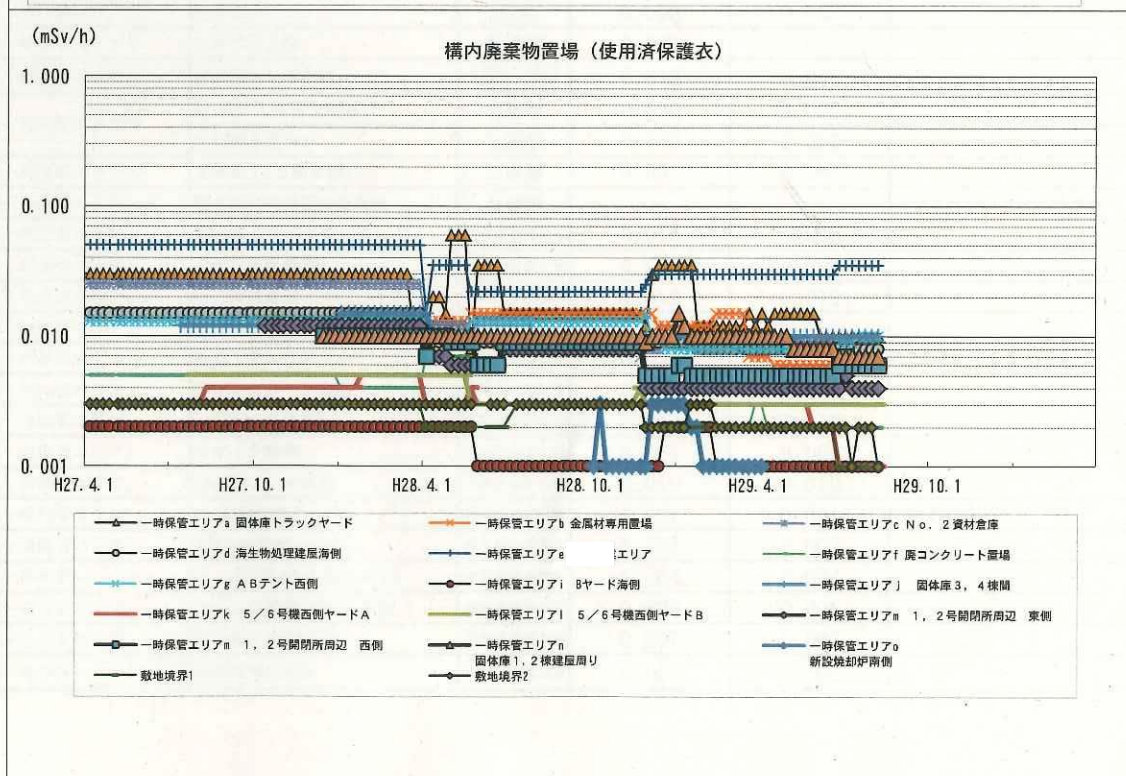 (mSv/h)
構内廃棄物置場（使用済保護衣）
1.000
0.100
0.010
0.001
H27.4.1 H27.10.1 H28.4.1 H28.10.1 H29.4.1 H29.10.1
一時保管エリアa 固体庫トラックヤード
一時保管エリアb 金属材専用置場
一時保管エリアc No．2資材倉庫
一時保管エリアd 海生物処理建屋海側
一時保管エリアe エリア
一時保管エリアf 廃コンクリート置場
一時保管エリアg ABテント西側
一時保管エリアi Bヤード海側
一時保管エリアj 固体庫3，4棟間
一時保管エリアk 5／6号機西側ヤードA
一時保管エリアl 5／6号機西側ヤードB
一時保管エリアm 1，2号開閉所周辺 東側
一時保管エリアm 1，2号開閉所周辺 西側
一時保管エリアn
固体庫1,2棟建屋周り
一時保管エリアo
新設焼却炉南側
敷地境界1
敷地境界2